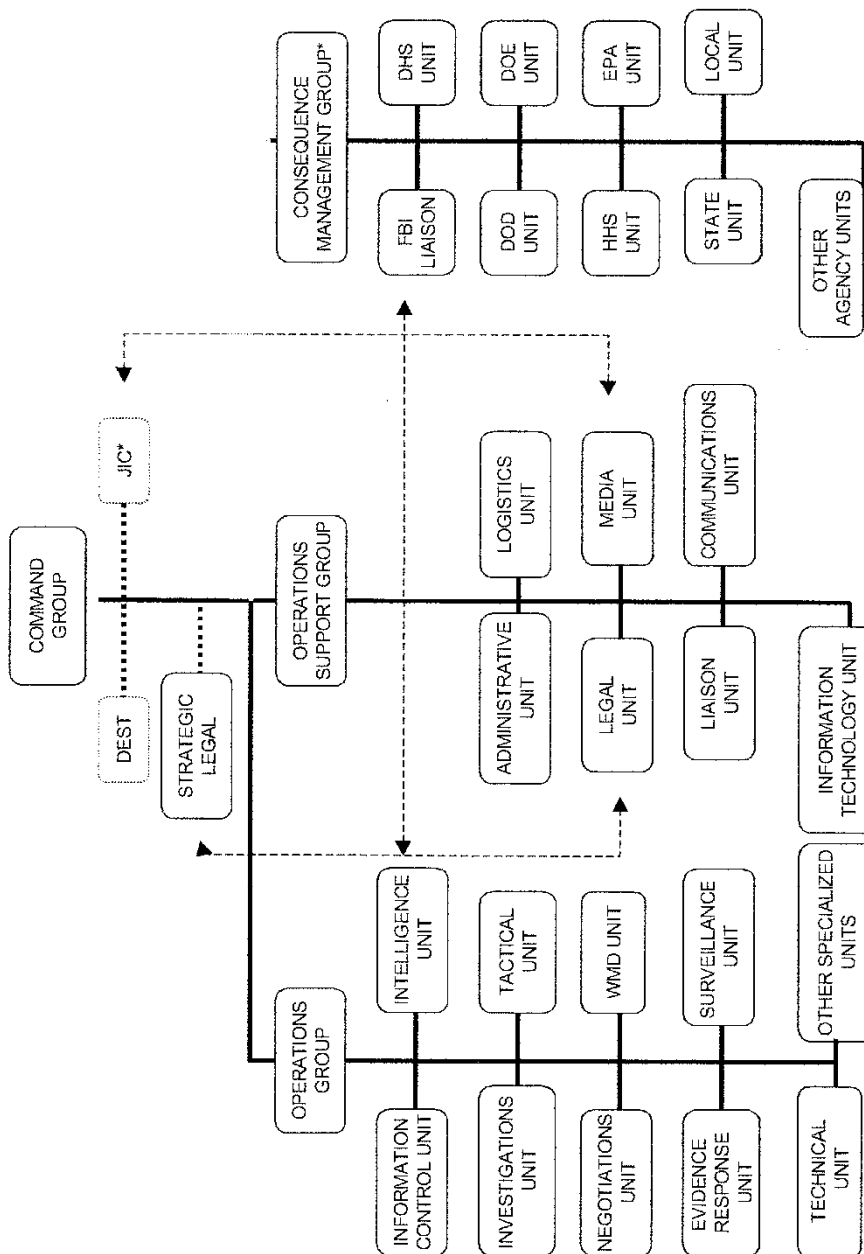 COMMAND
GROUP
DEST
JIC*
STRATEGIC
LEGAL
OPERATIONS
GROUP
OPERATIONS
SUPPORT GROUP
CONSEQUENCE
MANAGEMENT GROUP*
INFORMATION
CONTROL UNIT
INTELLIGENCE
UNIT
INVESTIGATIONS
UNIT
TACTICAL
UNIT
NEGOTIATIONS
UNIT
WMD UNIT
EVIDENCE
RESPONSE
UNIT
SURVEILLANCE
UNIT
TECHNICAL
UNIT
OTHER SPECIALIZED
UNITS
ADMINISTRATIVE
UNIT
LOGISTICS
UNIT
LEGAL
UNIT
MEDIA
UNIT
LIAISON
UNIT
COMMUNICATIONS
UNIT
INFORMATION
TECHNOLOGY UNIT
FBI
LIAISON
DHS
UNIT
DOD
UNIT
DOE
UNIT
HHS
UNIT
EPA
UNIT
STATE
UNIT
LOCAL
UNIT
OTHER
AGENCY UNITS